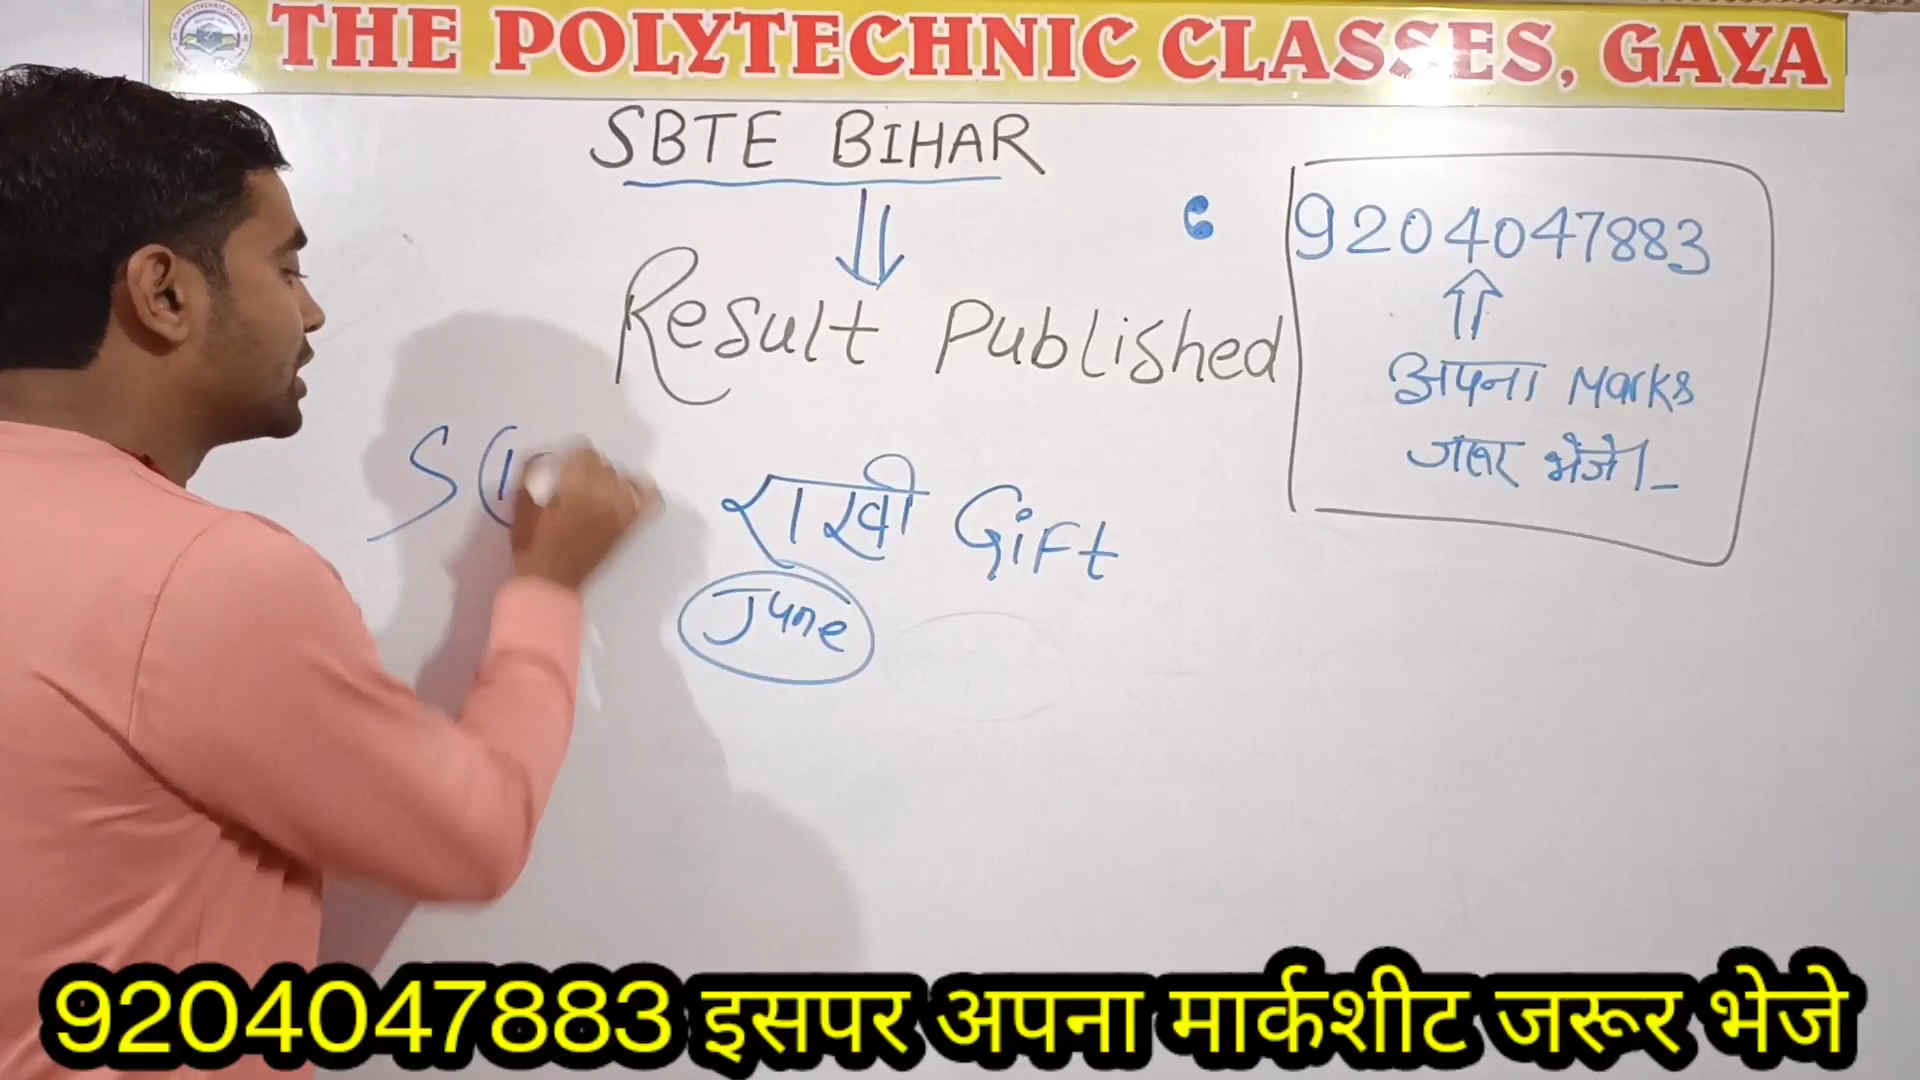 THE POLYTECHNIC CLASSES, GAYA
SBTE BIHAR
Result Published
9204047883
अपना Marks
जरूर भेजे।
S(1
राखी Gift
June
9204047883 इसपर अपना मार्कशीट जरूर भेजे